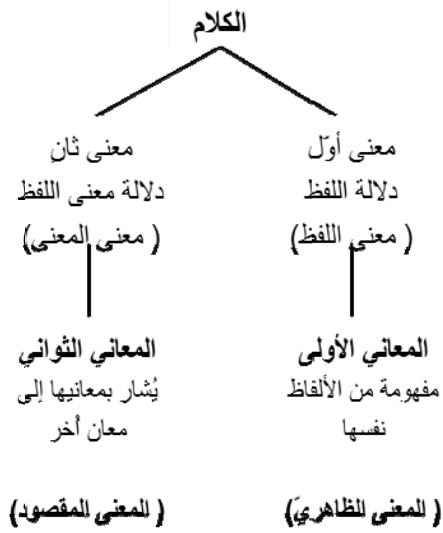 الكلام
معنى أوّل
دلالة اللفظ
( معنى اللفظ)
المعاني الأولى
مفهومة من الألفاظ
نفسها
( المعنى الظاهريّ)
معنى ثانٍ
دلالة معنى اللفظ
( معنى المعنى)
المعاني الثواني
يُشار بمعانيها إلى
معان أُخر
( المعنى المقصود)